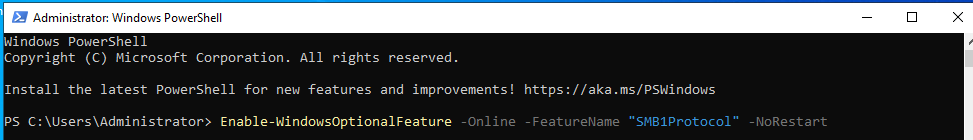 Administrator: Windows PowerShell
Windows PowerShell
Copyright (C) Microsoft Corporation. All rights reserved.
Install the latest PowerShell for new features and improvements! https://aka.ms/PSWindows
PS C:\Users\Administrator> Enable-WindowsOptionalFeature -Online -FeatureName "SMB1Protocol" -NoRestart